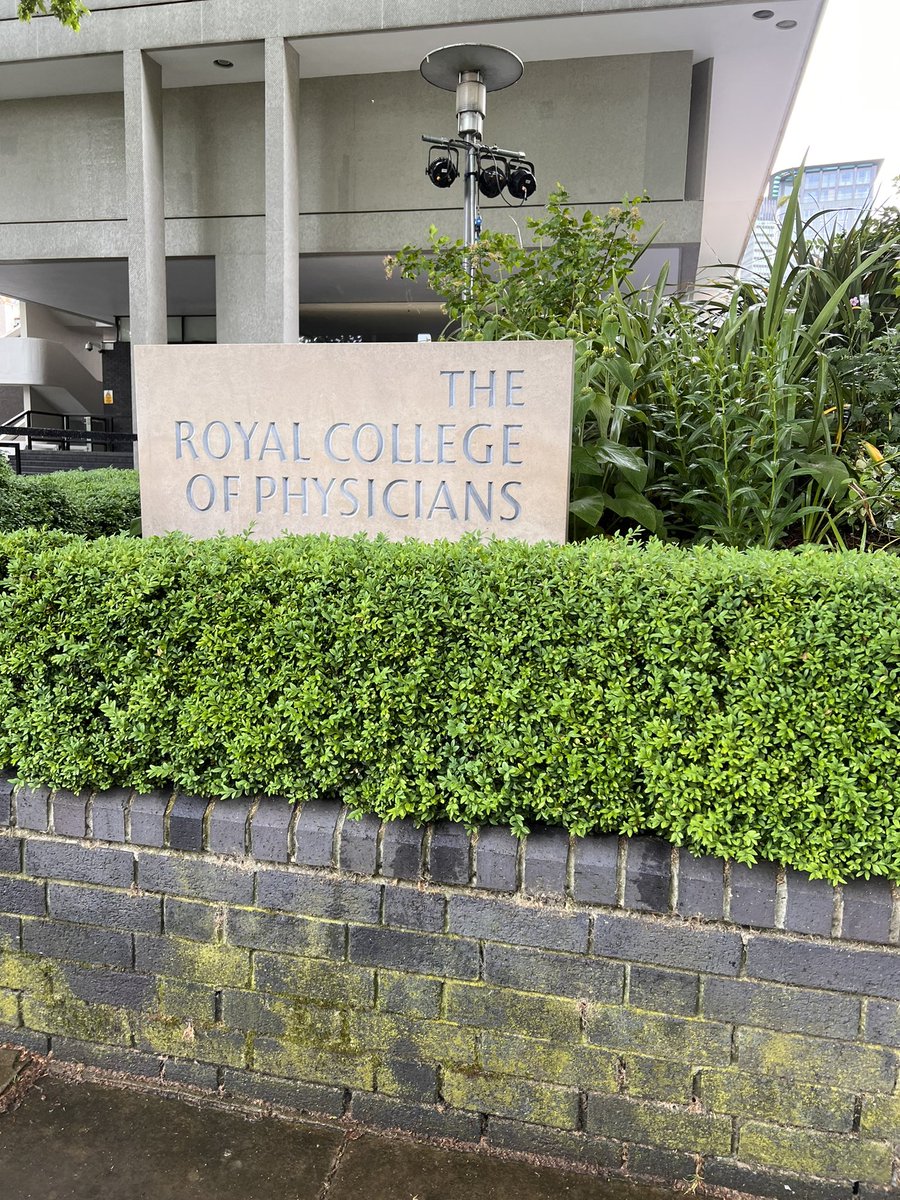 THE
ROYAL COLLEGE
OF PHYSICIANS